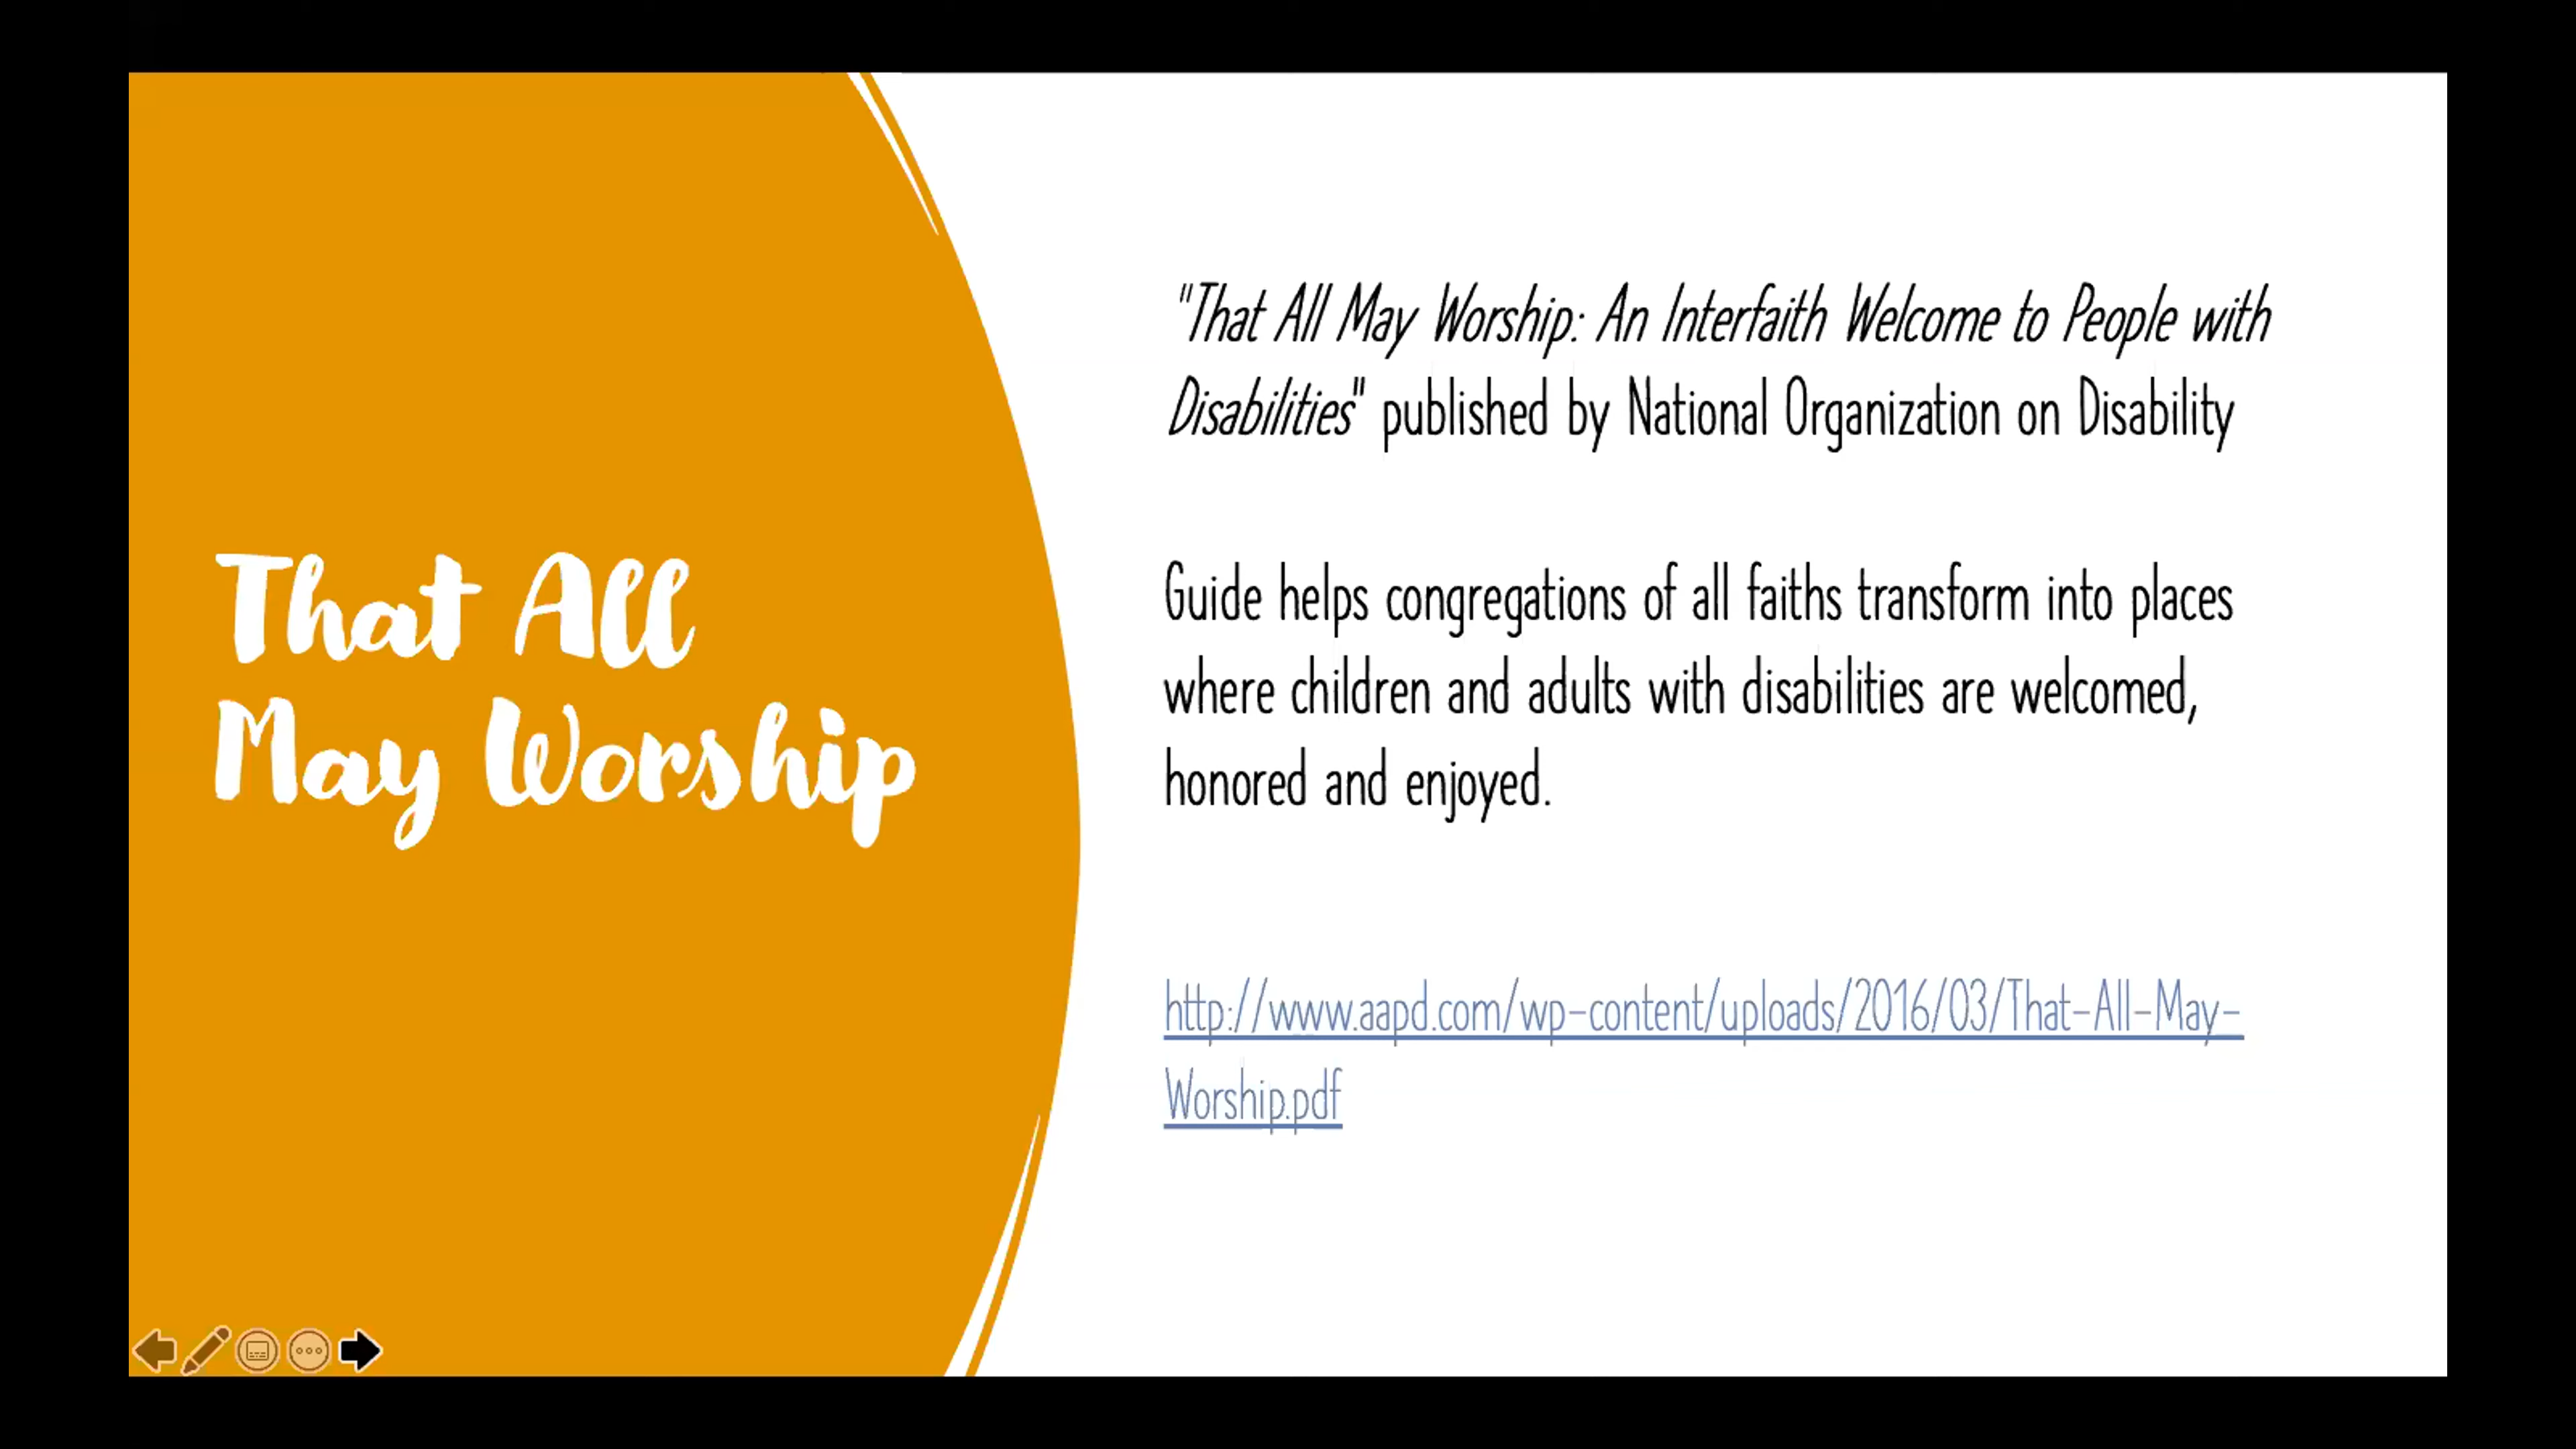 That All
May Worship
"That All May Worship: An Interfaith Welcome to People with
Disabilities" published by National Organization on Disability
Guide helps congregations of all faiths transform into places
where children and adults with disabilities are welcomed,
honored and enjoyed.
http://www.aapd.com/wp-content/uploads/2016/03/That-All-May-
Worship.pdf